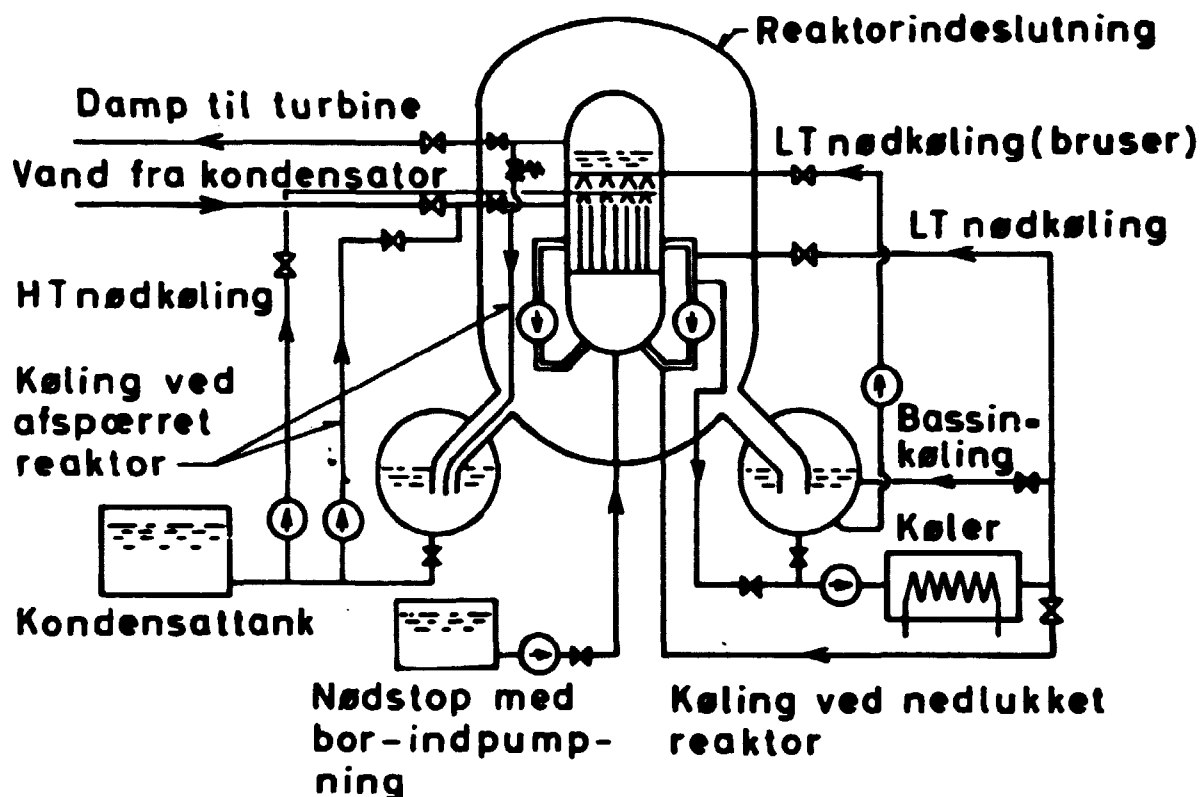 Reaktorindeslutning
Damp til turbine
LT nødkøling (bruser)
Vand fra kondensator
LT nødkøling
HT nødkøling
Køling ved
afspærret
reaktor
Bassin-
køling
Køler
Kondensattank
Nødstop med
bor-indpump-
ning
Køling ved nedlukket
reaktor